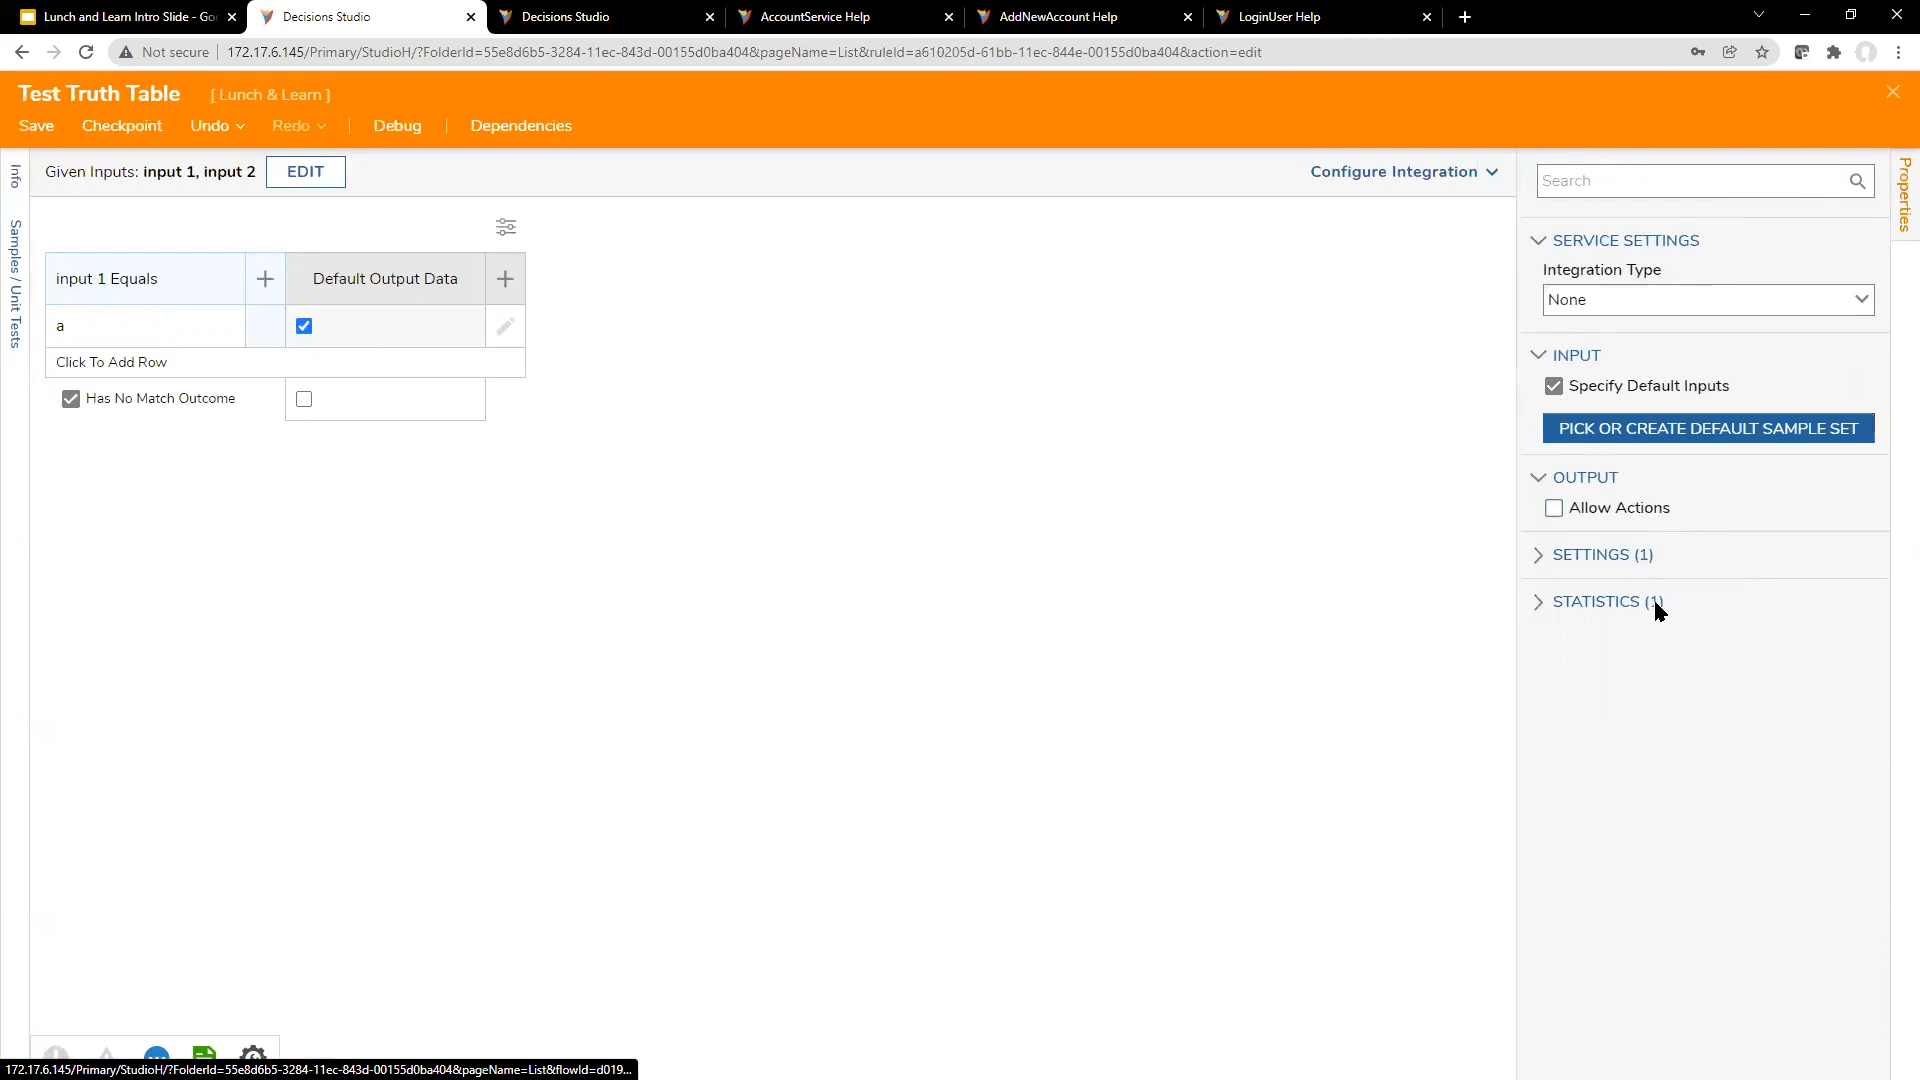 Lunch and Learn Intro Slide - Go
Decisions Studio
Decisions Studio
AccountService Help
AddNewAccount Help
LoginUser Help
Not secure
172.17.6.145/Primary/StudioH/?FolderId=55e8d6b5-3284-11ec-843d-00155d0ba404&pageName=List&ruleId=a610205d-61bb-11ec-844e-00155d0ba404&action=edit
Test Truth Table [ Lunch & Learn ]
Save Checkpoint Undo Redo | Debug | Dependencies
Info
Samples / Unit Tests
Given Inputs: input 1, input 2 EDIT
Configure Integration
input 1 Equals + Default Output Data +
a
Click To Add Row
Has No Match Outcome
Search
Properties
SERVICE SETTINGS
Integration Type
None
INPUT
Specify Default Inputs
PICK OR CREATE DEFAULT SAMPLE SET
OUTPUT
Allow Actions
SETTINGS (1)
STATISTICS (1)
172.17.6.145/Primary/StudioH/?FolderId=55e8d6b5-3284-11ec-843d-00155d0ba404&pageName=List&flowId=d019...